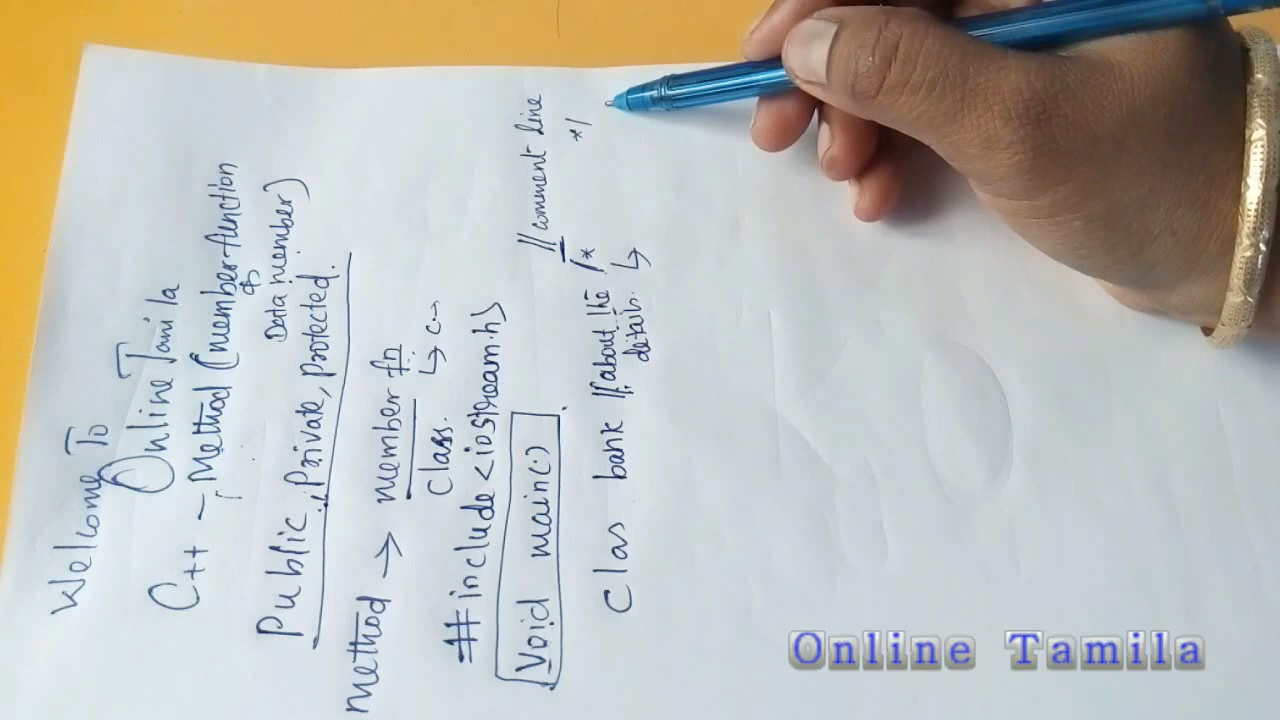 Welcome To
Online Tamila
C++ - Method (member-function
Data member)
Public, Private, protected.
Method → member fn
Class. ↳ C--
#include <iostream.h>
Void main()
// comment line
Clas bank // about the /* */
details. ↳
Online Tamila